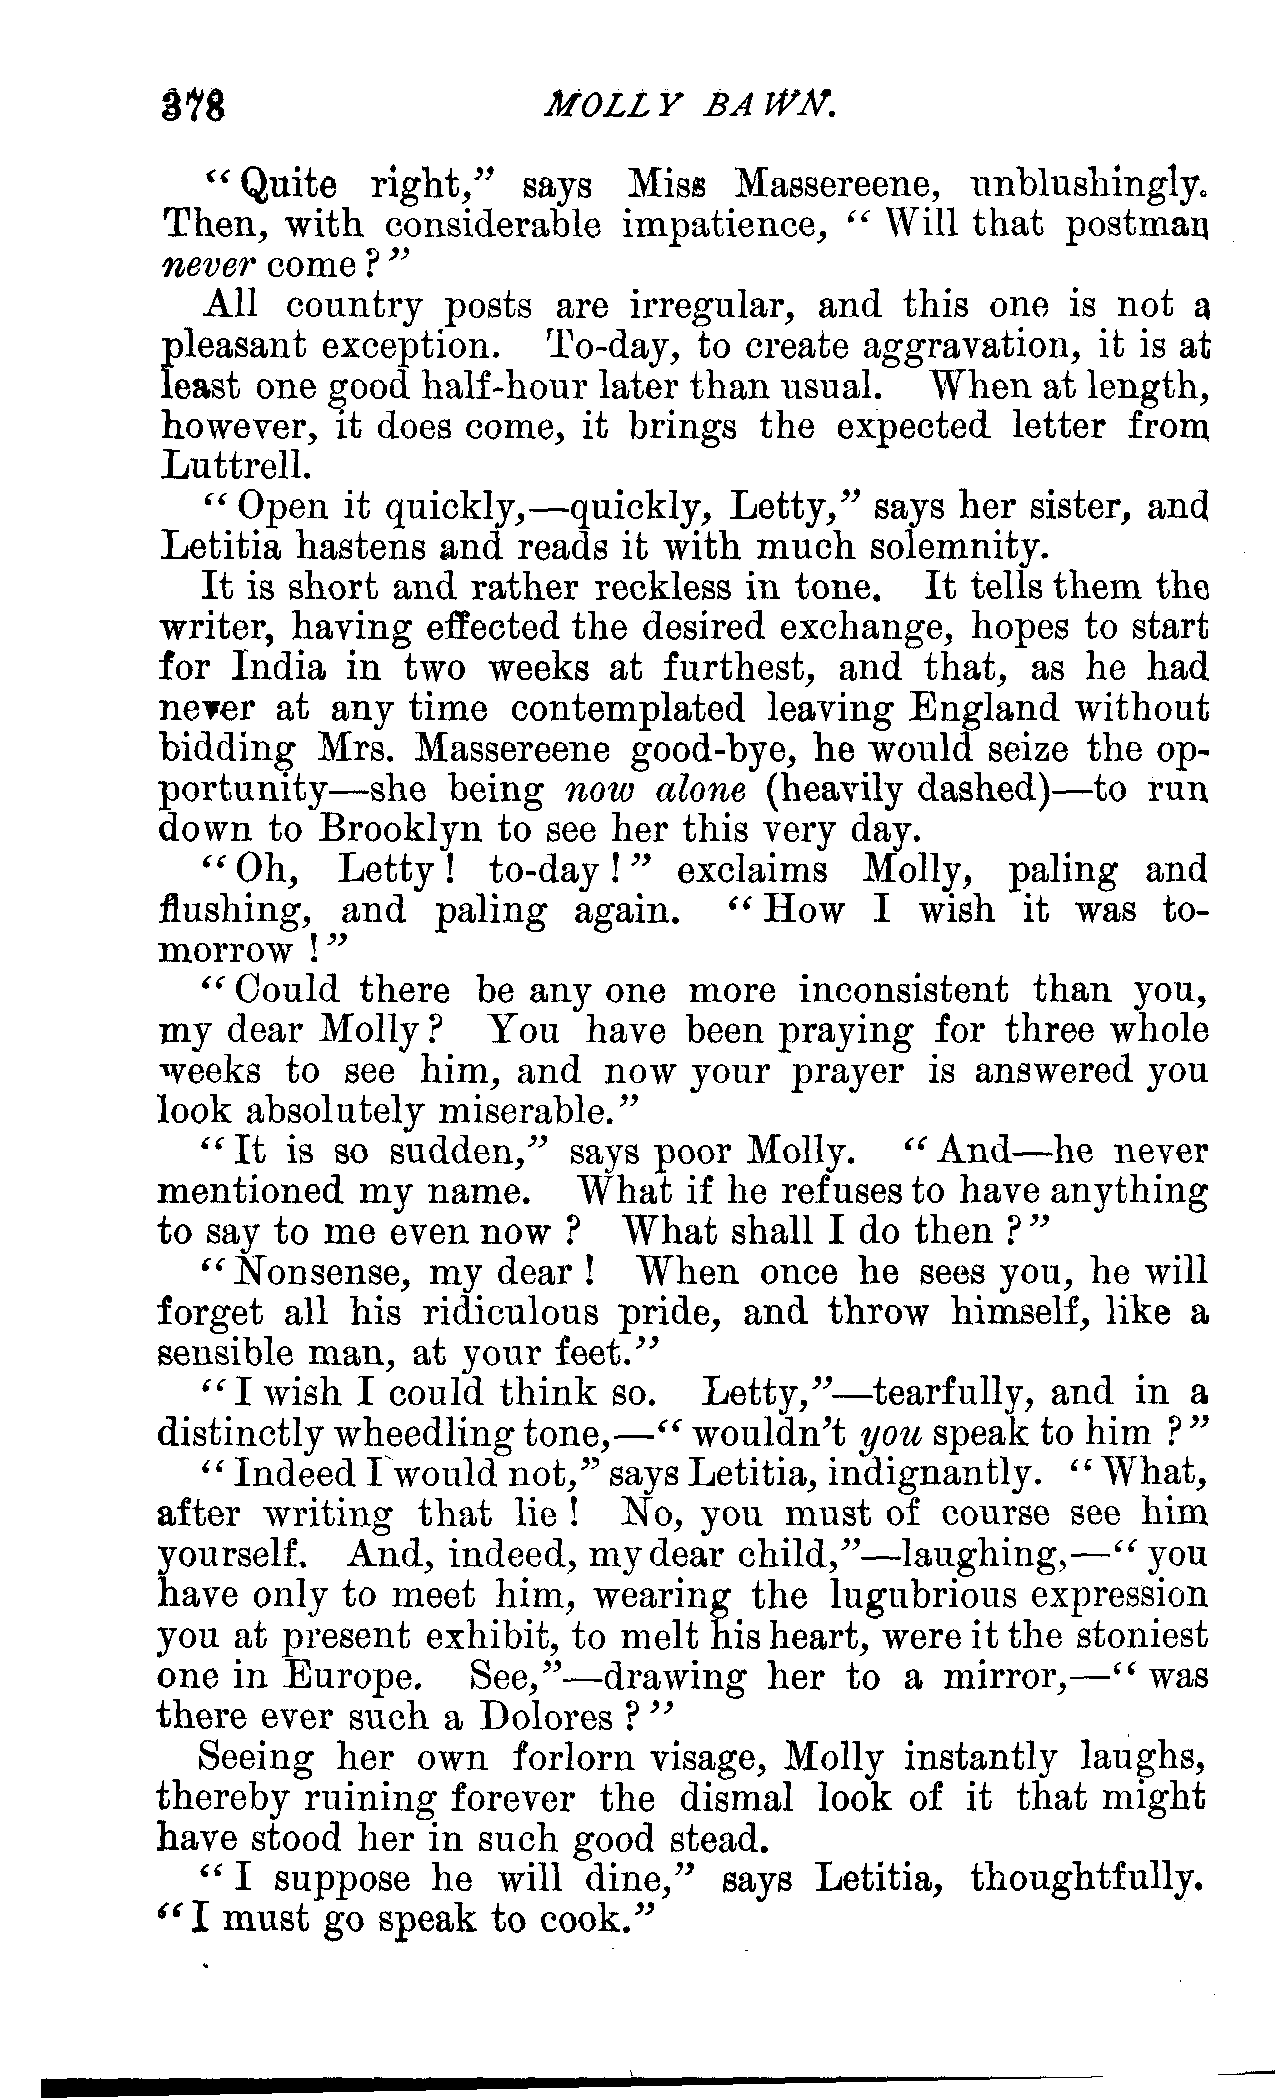 378 MOLLY BAWN.
"Quite right," says Miss Massereene, unblushingly.
Then, with considerable impatience, "Will that postman
never come?"
All country posts are irregular, and this one is not a
pleasant exception. To-day, to create aggravation, it is at
least one good half-hour later than usual. When at length,
however, it does come, it brings the expected letter from
Luttrell.
"Open it quickly,—quickly, Letty," says her sister, and
Letitia hastens and reads it with much solemnity.
It is short and rather reckless in tone. It tells them the
writer, having effected the desired exchange, hopes to start
for India in two weeks at furthest, and that, as he had
never at any time contemplated leaving England without
bidding Mrs. Massereene good-bye, he would seize the op-
portunity—she being now alone (heavily dashed)—to run
down to Brooklyn to see her this very day.
"Oh, Letty! to-day!" exclaims Molly, paling and
flushing, and paling again. "How I wish it was to-
morrow!"
"Could there be any one more inconsistent than you,
my dear Molly? You have been praying for three whole
weeks to see him, and now your prayer is answered you
look absolutely miserable."
"It is so sudden," says poor Molly. "And—he never
mentioned my name. What if he refuses to have anything
to say to me even now? What shall I do then?"
"Nonsense, my dear! When once he sees you, he will
forget all his ridiculous pride, and throw himself, like a
sensible man, at your feet."
"I wish I could think so. Letty,"—tearfully, and in a
distinctly wheedling tone,—"wouldn't you speak to him?"
"Indeed I would not," says Letitia, indignantly. "What,
after writing that lie! No, you must of course see him
yourself. And, indeed, my dear child,"—laughing,—"you
have only to meet him, wearing the lugubrious expression
you at present exhibit, to melt his heart, were it the stoniest
one in Europe. See,"—drawing her to a mirror,—"was
there ever such a Dolores?"
Seeing her own forlorn visage, Molly instantly laughs,
thereby ruining forever the dismal look of it that might
have stood her in such good stead.
"I suppose he will dine," says Letitia, thoughtfully.
"I must go speak to cook."